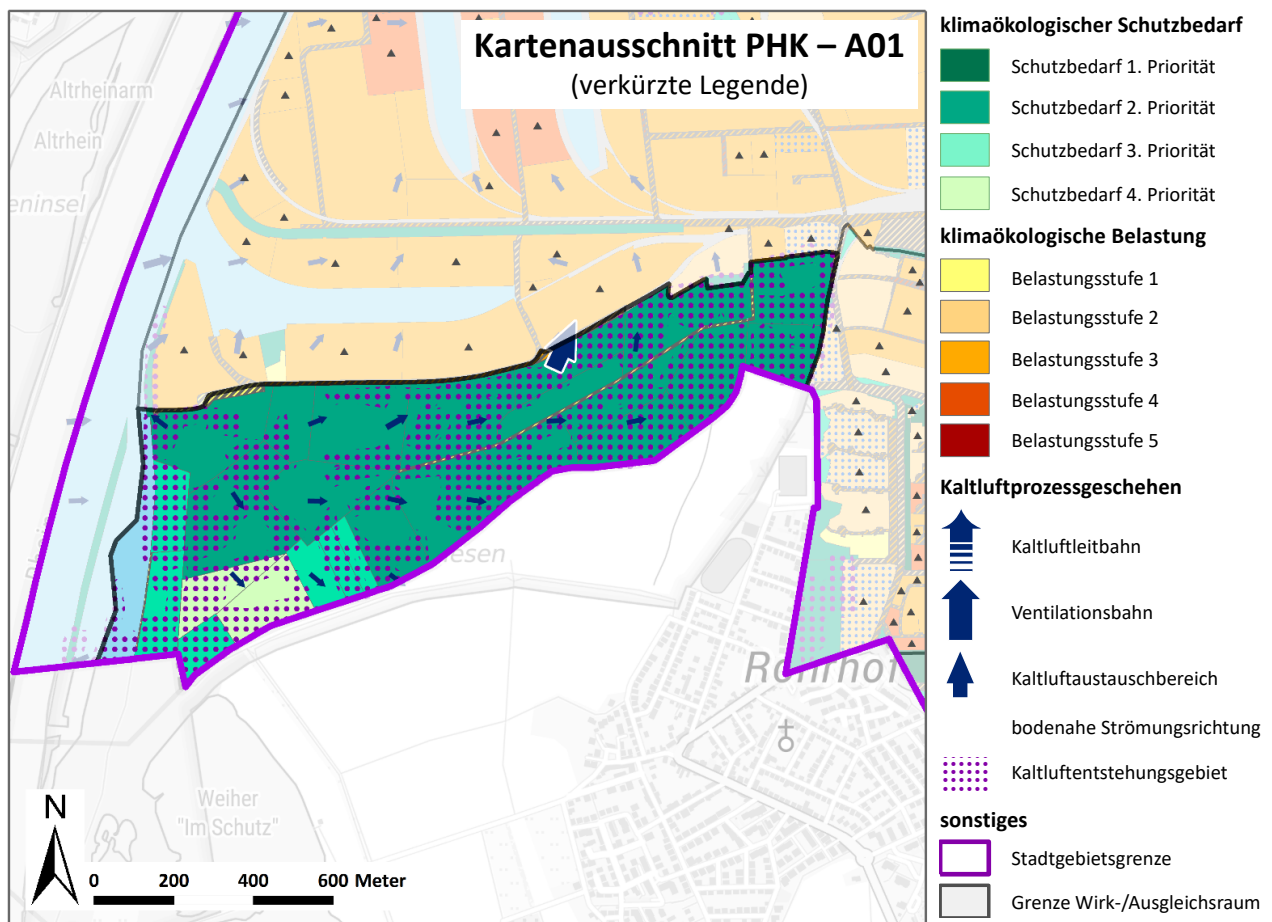 Kartenausschnitt PHK – A01
(verkürzte Legende)
Altrheinarm
Altrhein
eninsel
esen
Rohrhof
Weiher
"Im Schutz"
N
0 200 400 600 Meter
klimaökologischer Schutzbedarf
Schutzbedarf 1. Priorität
Schutzbedarf 2. Priorität
Schutzbedarf 3. Priorität
Schutzbedarf 4. Priorität
klimaökologische Belastung
Belastungsstufe 1
Belastungsstufe 2
Belastungsstufe 3
Belastungsstufe 4
Belastungsstufe 5
Kaltluftprozessgeschehen
Kaltluftleitbahn
Ventilationsbahn
Kaltluftaustauschbereich
bodennahe Strömungsrichtung
Kaltluftentstehungsgebiet
sonstiges
Stadtgebietsgrenze
Grenze Wirk-/Ausgleichsraum